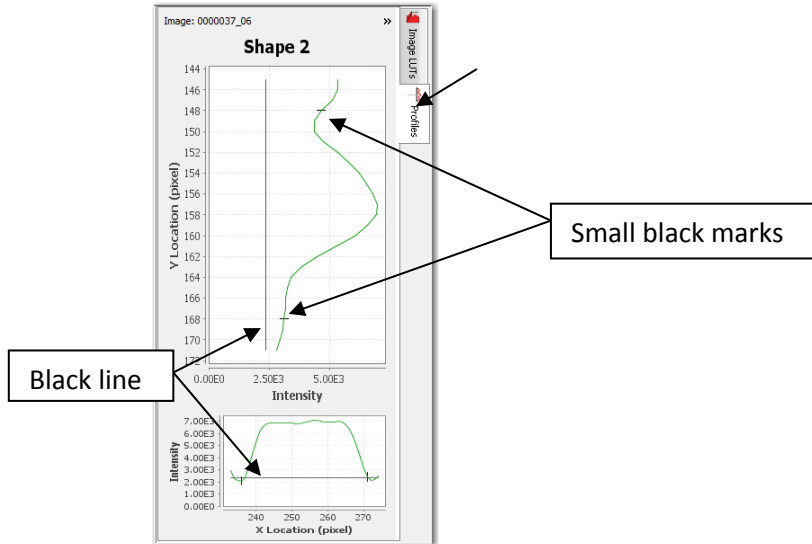 Image: 0000037_06
»
Shape 2
144
146
148
150
152
154
156
158
160
162
164
166
168
170
172
Y Location (pixel)
0.00E0 2.50E3 5.00E3
Intensity
7.00E3
6.00E3
5.00E3
4.00E3
3.00E3
2.00E3
1.00E3
0.00E0
Intensity
240 250 260 270
X Location (pixel)
Image LUTs
Profiles
Small black marks
Black line